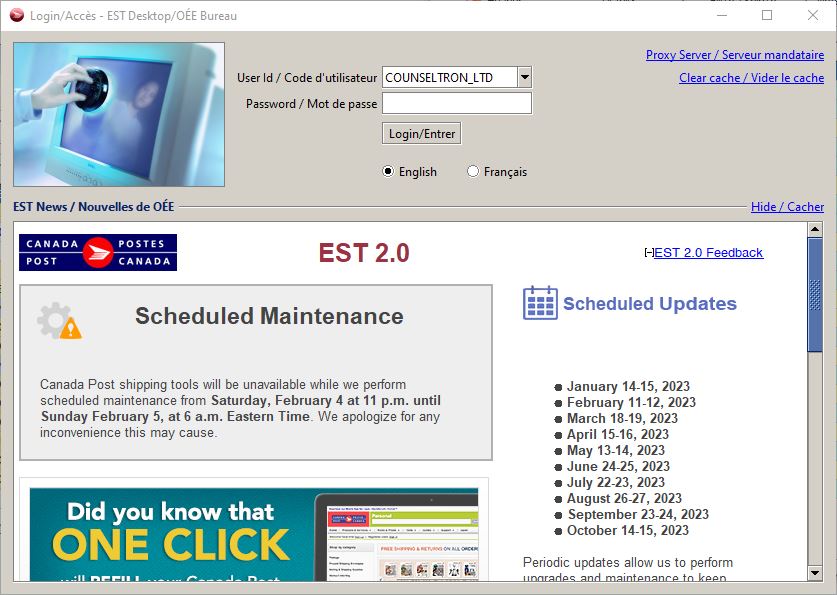 Login/Accès - EST Desktop/OÉE Bureau
Proxy Server / Serveur mandataire
User Id / Code d'utilisateur COUNSELTRON_LTD
Clear cache / Vider le cache
Password / Mot de passe
Login/Entrer
English Français
EST News / Nouvelles de OÉE
Hide / Cacher
CANADA POSTES
POST CANADA
EST 2.0
[-]EST 2.0 Feedback
Scheduled Maintenance
Canada Post shipping tools will be unavailable while we perform
scheduled maintenance from Saturday, February 4 at 11 p.m. until
Sunday February 5, at 6 a.m. Eastern Time. We apologize for any
inconvenience this may cause.
Scheduled Updates
January 14-15, 2023
February 11-12, 2023
March 18-19, 2023
April 15-16, 2023
May 13-14, 2023
June 24-25, 2023
July 22-23, 2023
August 26-27, 2023
September 23-24, 2023
October 14-15, 2023
Periodic updates allow us to perform
upgrades and maintenance to keep
Did you know that
ONE CLICK
will REFILL your Canada Post
Personal
FREE SHIPPING & RETURNS ON ALL ORDERS
Shop by category